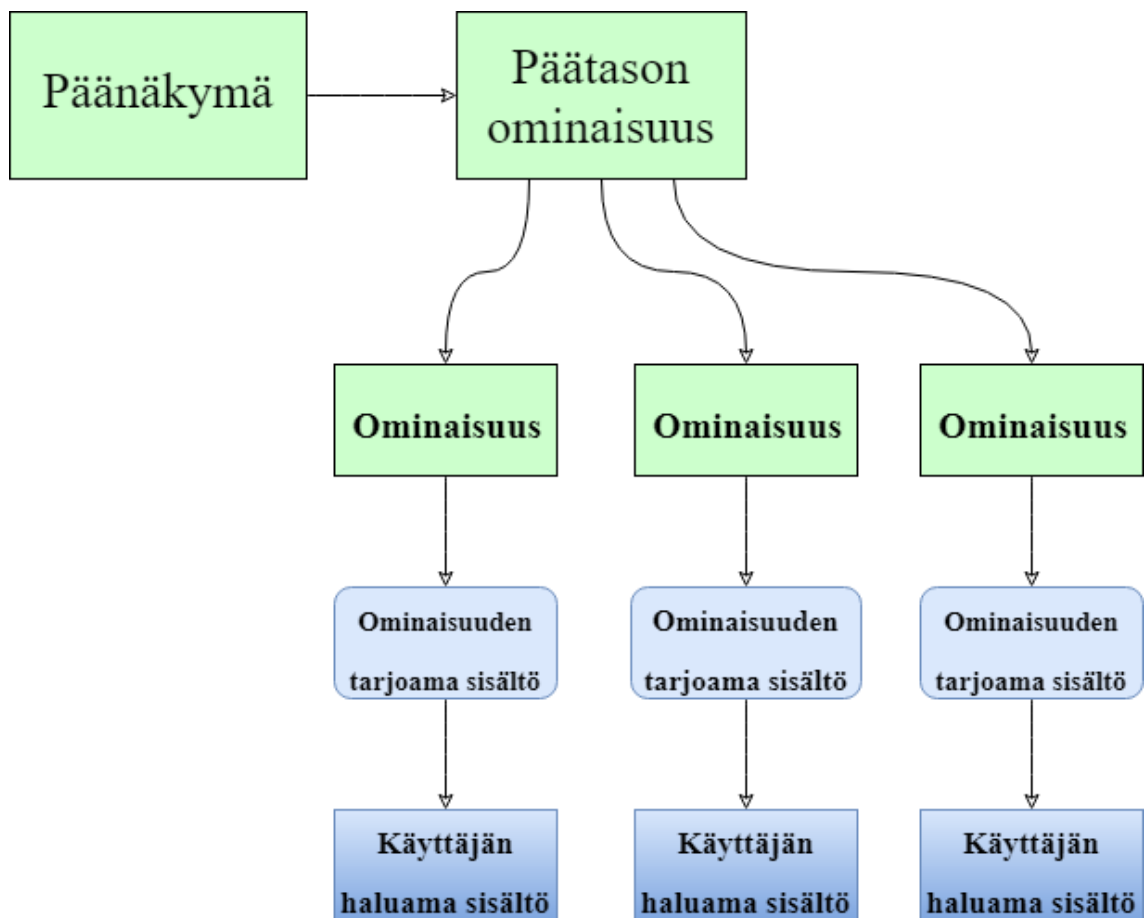 Päänäkymä
Päätason
ominaisuus
Ominaisuus
Ominaisuus
Ominaisuus
Ominaisuuden
tarjoama sisältö
Ominaisuuden
tarjoama sisältö
Ominaisuuden
tarjoama sisältö
Käyttäjän
haluama sisältö
Käyttäjän
haluama sisältö
Käyttäjän
haluama sisältö